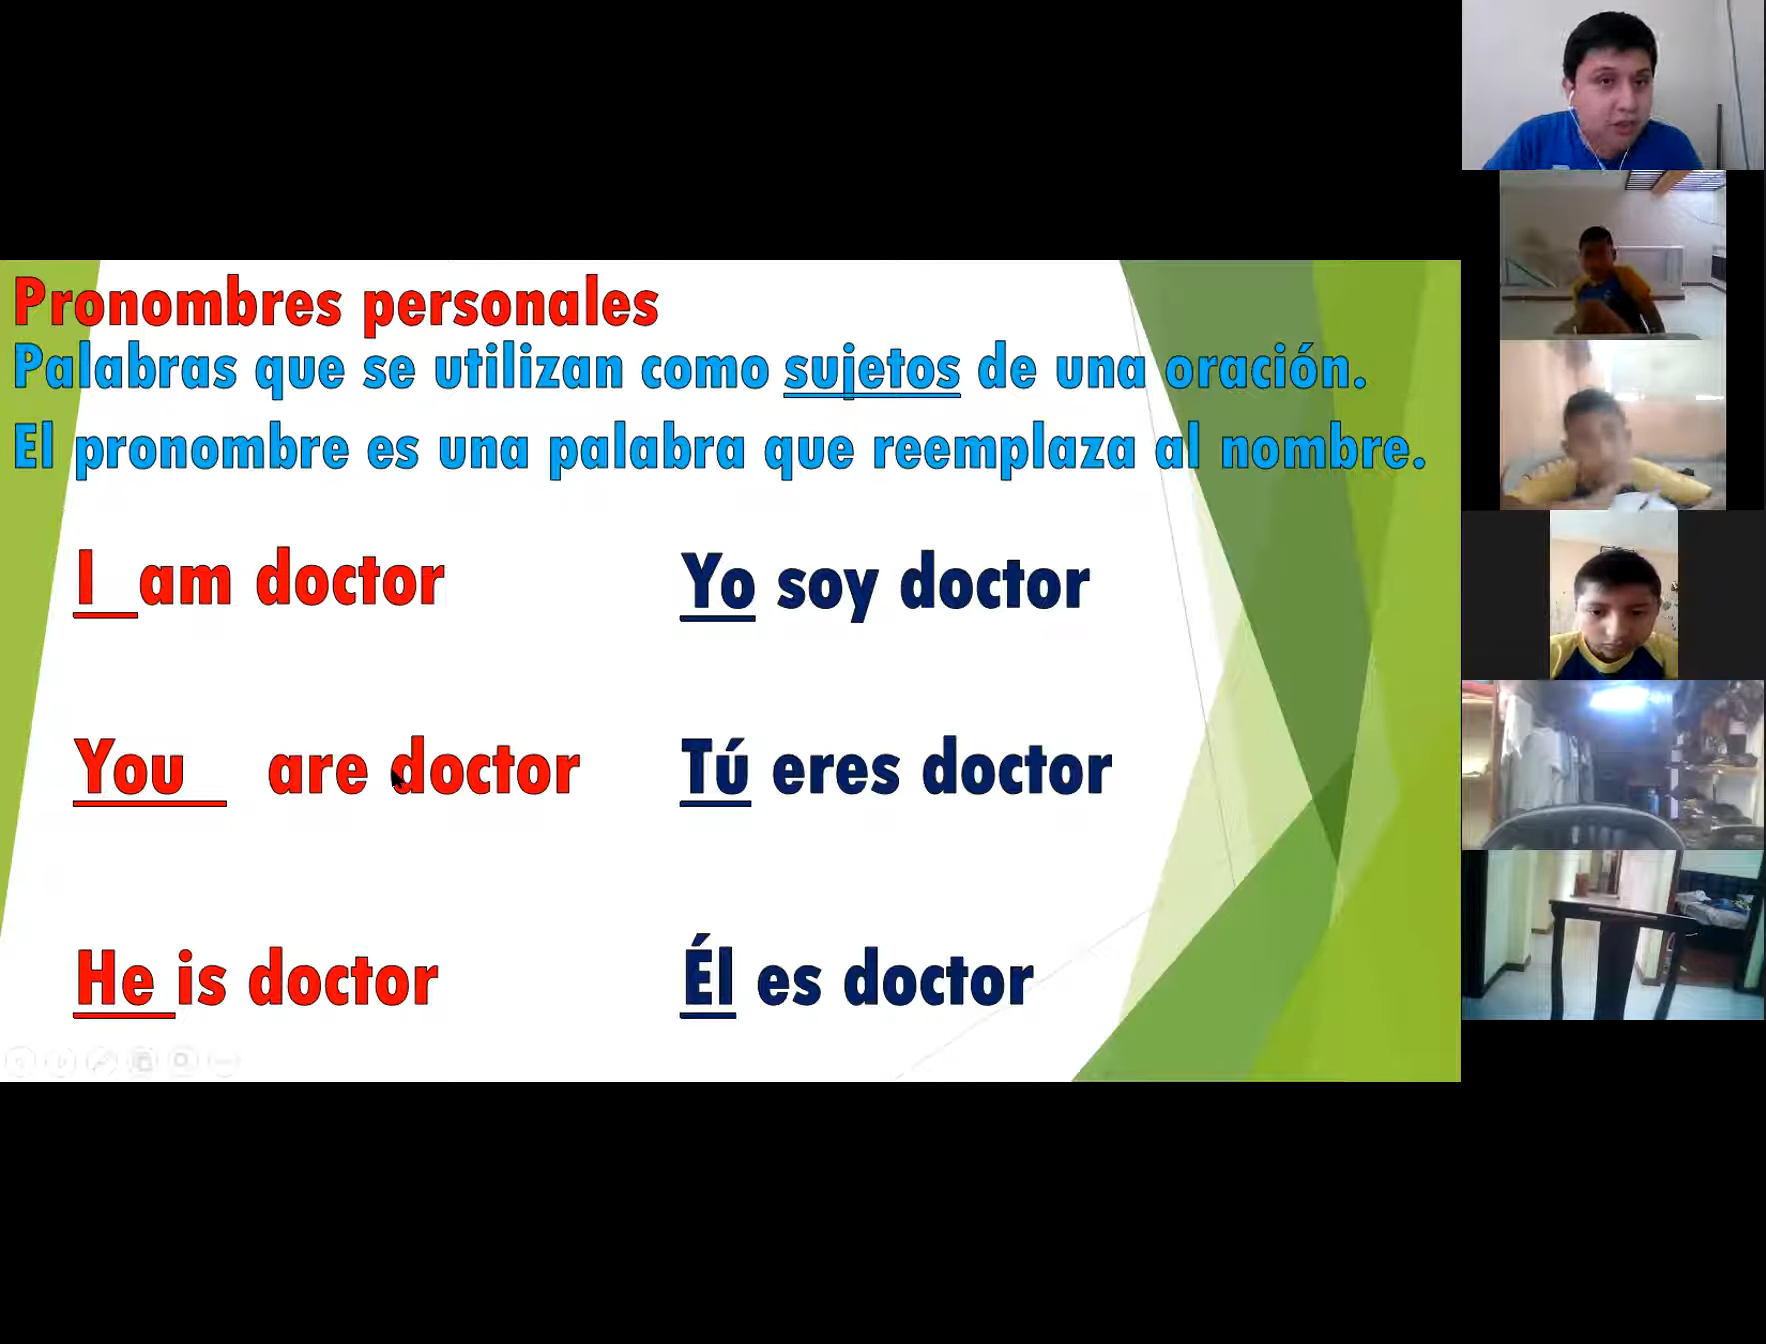 Pronombres personales
Palabras que se utilizan como sujetos de una oración.
El pronombre es una palabra que reemplaza al nombre.
I am doctor
Yo soy doctor
You are doctor
Tú eres doctor
He is doctor
Él es doctor